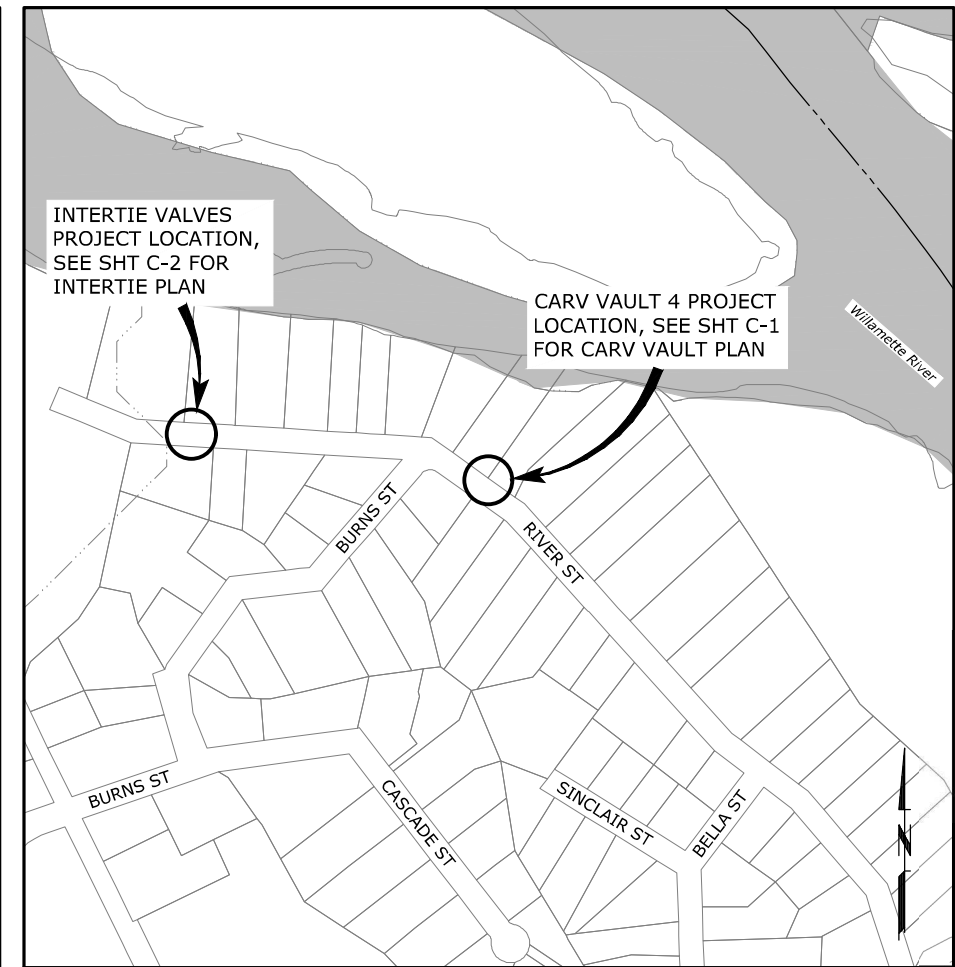 INTERTIE VALVES
PROJECT LOCATION,
SEE SHT C-2 FOR
INTERTIE PLAN
CARV VAULT 4 PROJECT
LOCATION, SEE SHT C-1
FOR CARV VAULT PLAN
Willamette River
BURNS ST
RIVER ST
BURNS ST
CASCADE ST
SINCLAIR ST
BELLA ST
N